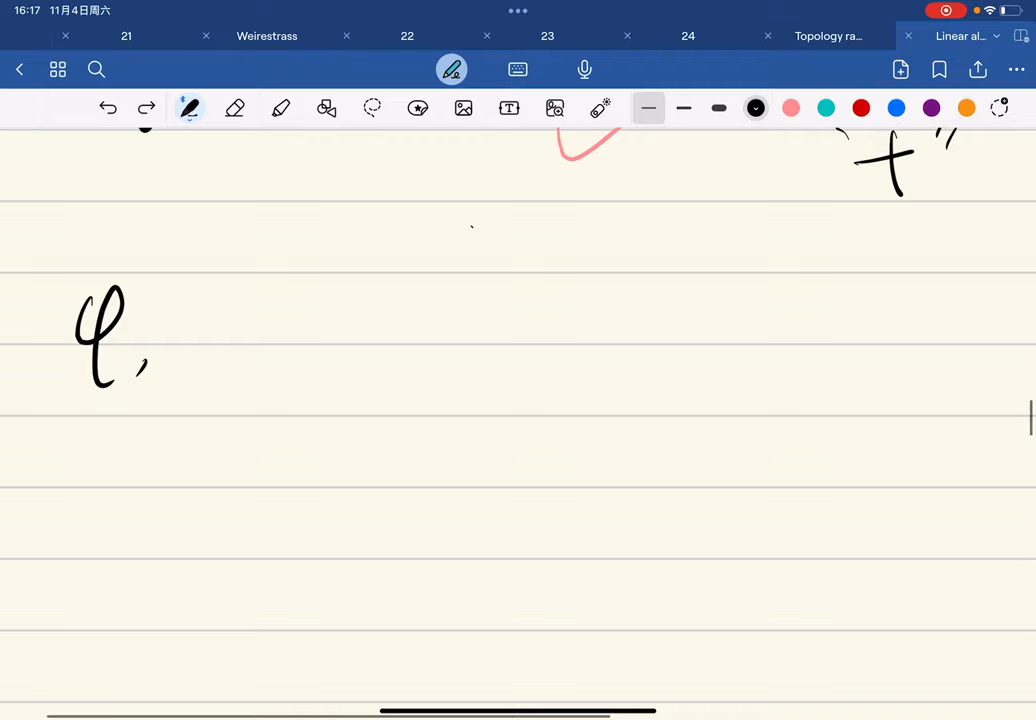 16:17 11月4日周六
21 Weirestrass 22 23 24 Topology ra... Linear al...
“+”
φ,